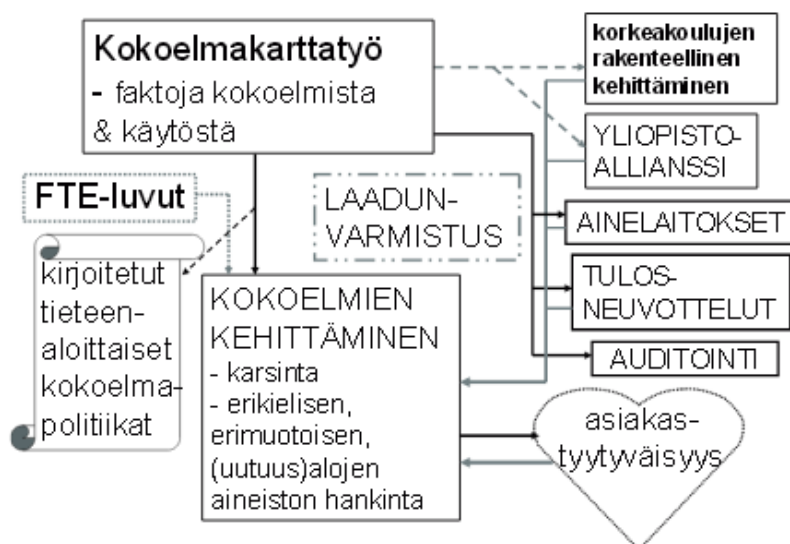 Kokoelmakarttatyö
- faktoja kokoelmista
& käytöstä
korkeakoulujen
rakenteellinen
kehittäminen
YLIOPISTO-
ALLIANSSI
FTE-luvut
LAADUN-
VARMISTUS
AINELAITOKSET
kirjoitetut
tieteen-
aloittaiset
kokoelma-
politiikat
KOKOELMIEN
KEHITTÄMINEN
- karsinta
- erikielisen,
erimuotoisen,
(uutuus)alojen
aineiston hankinta
TULOS-
NEUVOTTELUT
AUDITOINTI
asiakas-
tyytyväisyys